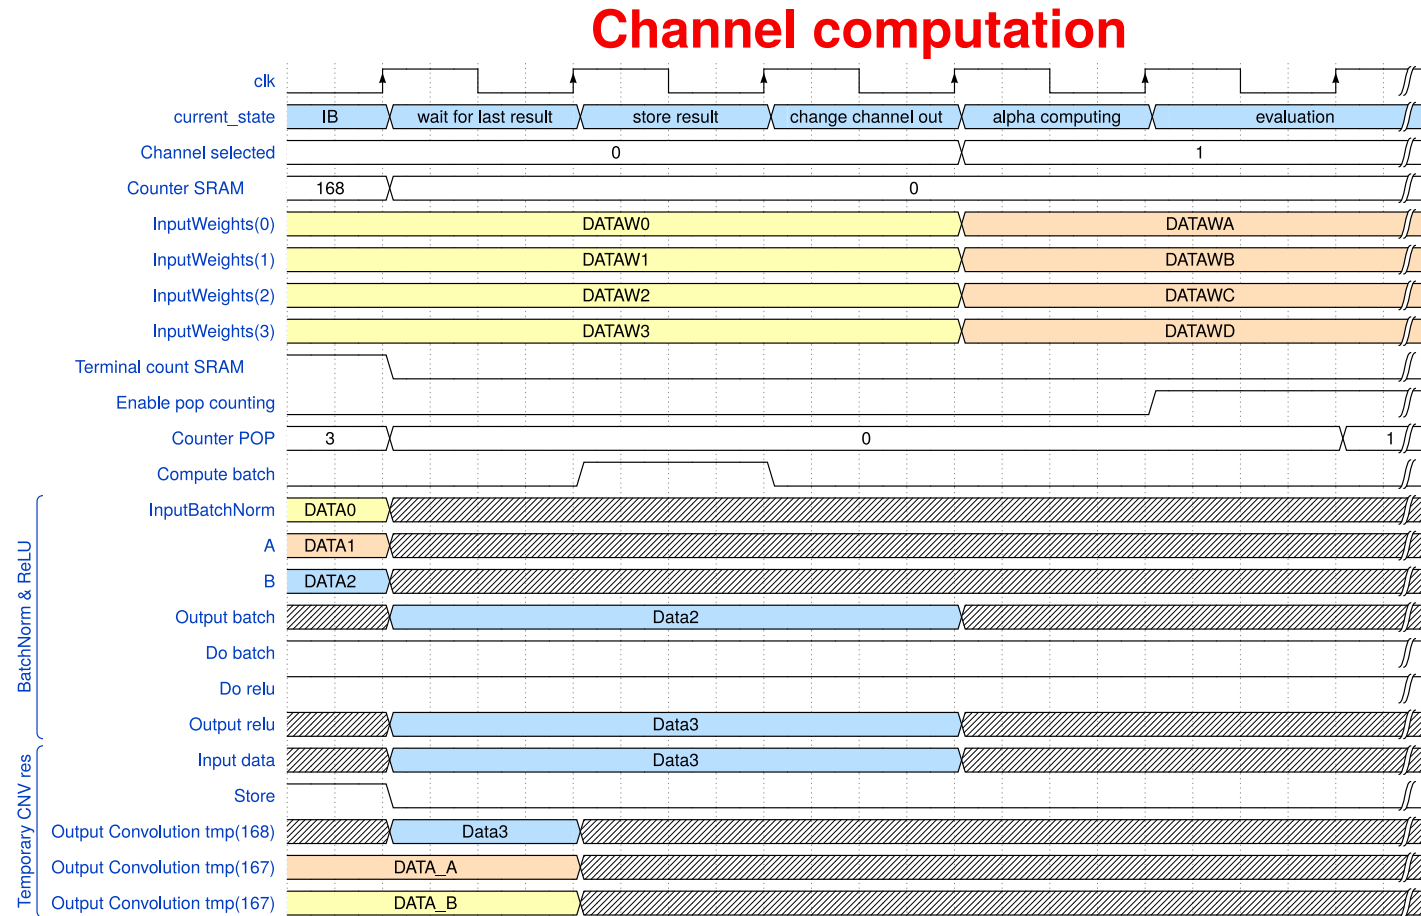 Channel computation
clk
current_state IB wait for last result store result change channel out alpha computing evaluation
Channel selected 0 1
Counter SRAM 168 0
InputWeights(0) DATAW0 DATAWA
InputWeights(1) DATAW1 DATAWB
InputWeights(2) DATAW2 DATAWC
InputWeights(3) DATAW3 DATAWD
Terminal count SRAM
Enable pop counting
Counter POP 3 0 1
Compute batch
BatchNorm & ReLU
InputBatchNorm DATA0
A DATA1
B DATA2
Output batch Data2
Do batch
Do relu
Output relu Data3
Temporary CNV res
Input data Data3
Store
Output Convolution tmp(168) Data3
Output Convolution tmp(167) DATA_A
Output Convolution tmp(167) DATA_B